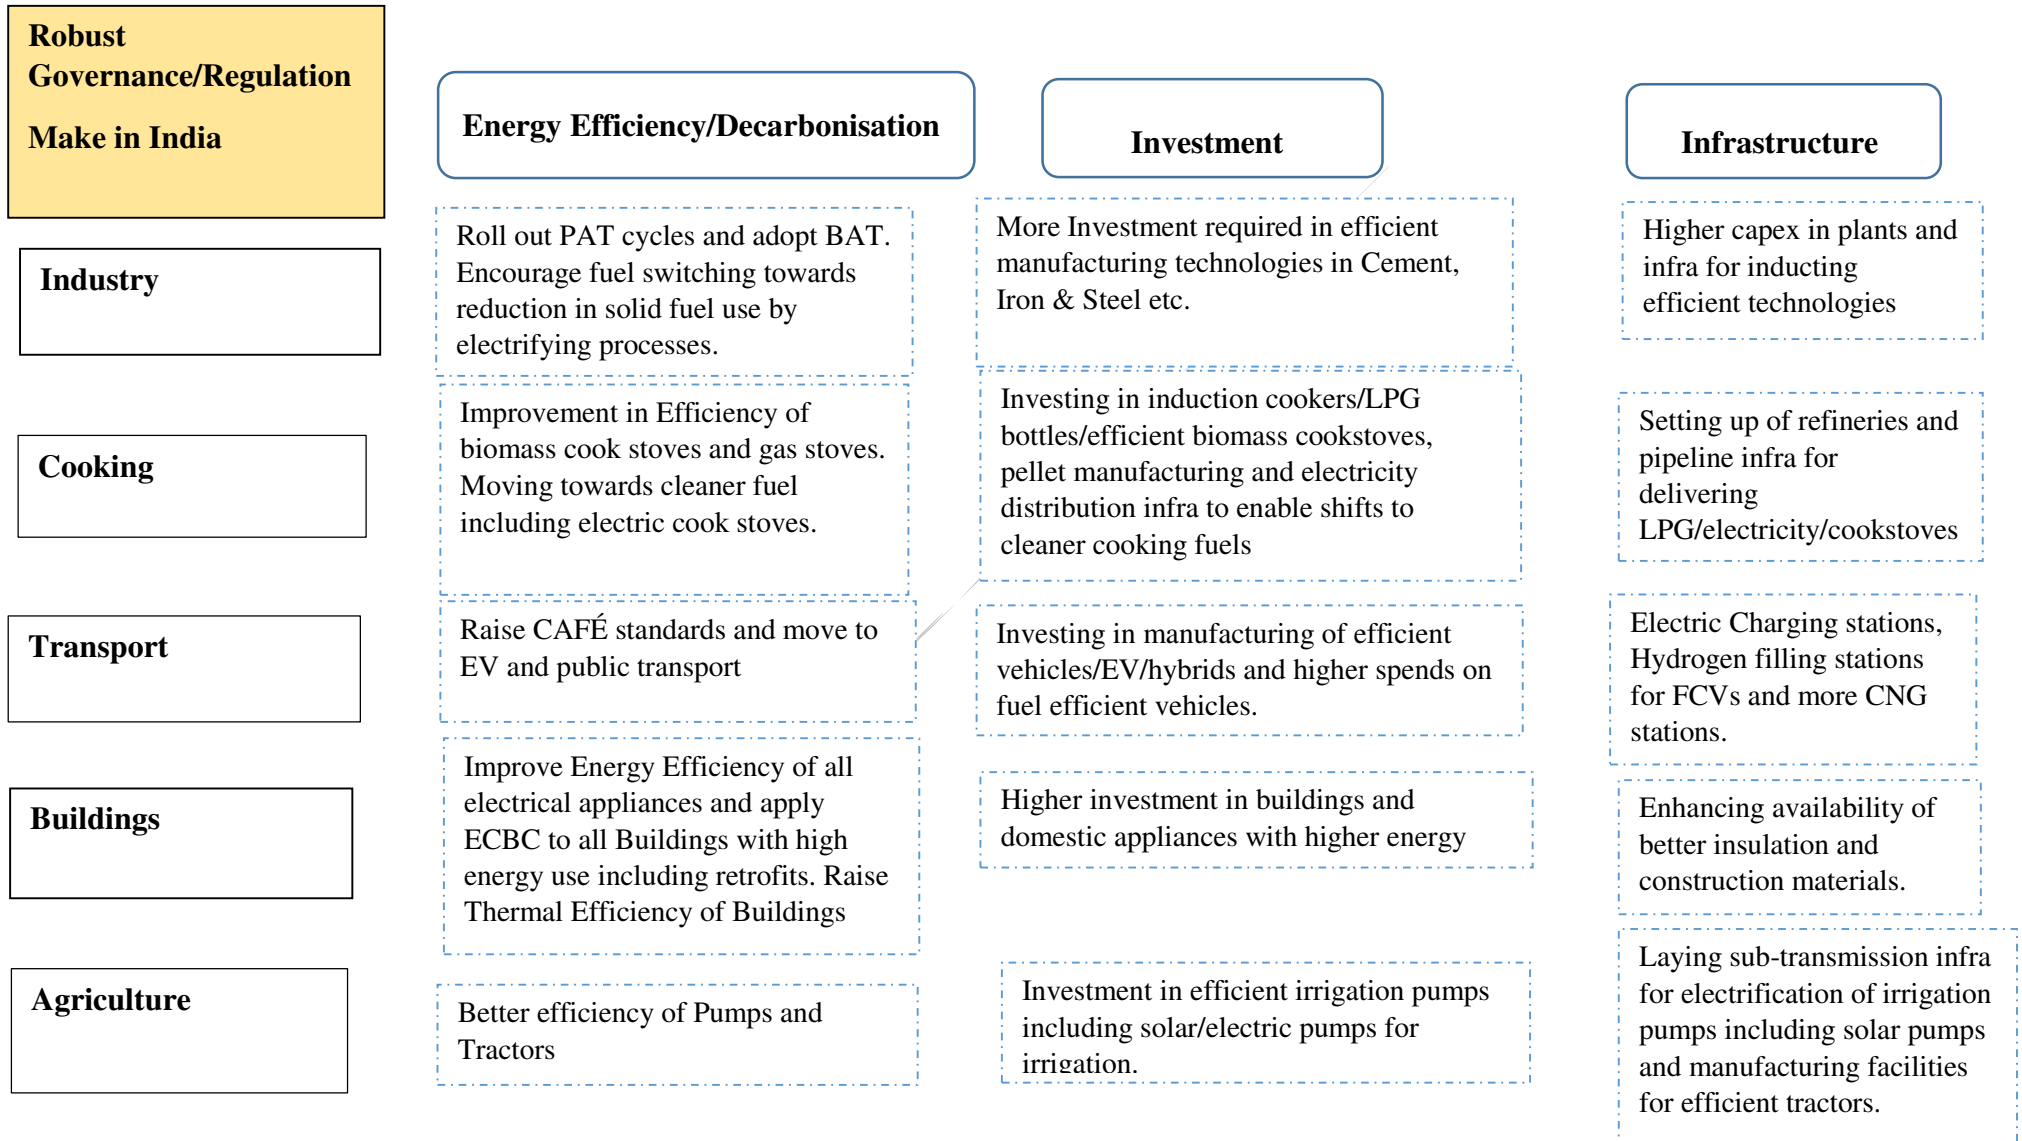 Robust
Governance/Regulation
Make in India
Energy Efficiency/Decarbonisation
Investment
Infrastructure
Industry
Roll out PAT cycles and adopt BAT.
Encourage fuel switching towards
reduction in solid fuel use by
electrifying processes.
More Investment required in efficient
manufacturing technologies in Cement,
Iron & Steel etc.
Higher capex in plants and
infra for inducting
efficient technologies
Cooking
Improvement in Efficiency of
biomass cook stoves and gas stoves.
Moving towards cleaner fuel
including electric cook stoves.
Investing in induction cookers/LPG
bottles/efficient biomass cookstoves,
pellet manufacturing and electricity
distribution infra to enable shifts to
cleaner cooking fuels
Setting up of refineries and
pipeline infra for
delivering
LPG/electricity/cookstoves
Transport
Raise CAFÉ standards and move to
EV and public transport
Investing in manufacturing of efficient
vehicles/EV/hybrids and higher spends on
fuel efficient vehicles.
Electric Charging stations,
Hydrogen filling stations
for FCVs and more CNG
stations.
Buildings
Improve Energy Efficiency of all
electrical appliances and apply
ECBC to all Buildings with high
energy use including retrofits. Raise
Thermal Efficiency of Buildings
Higher investment in buildings and
domestic appliances with higher energy
Enhancing availability of
better insulation and
construction materials.
Agriculture
Better efficiency of Pumps and
Tractors
Investment in efficient irrigation pumps
including solar/electric pumps for
irrigation.
Laying sub-transmission infra
for electrification of irrigation
pumps including solar pumps
and manufacturing facilities
for efficient tractors.